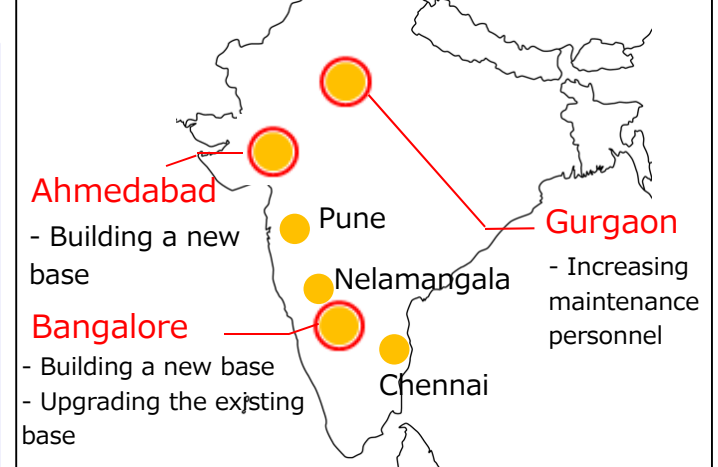 Ahmedabad
- Building a new
base
Pune
Gurgaon
- Increasing
maintenance
personnel
Nelamangala
Bangalore
- Building a new base
- Upgrading the existing
base
Chennai